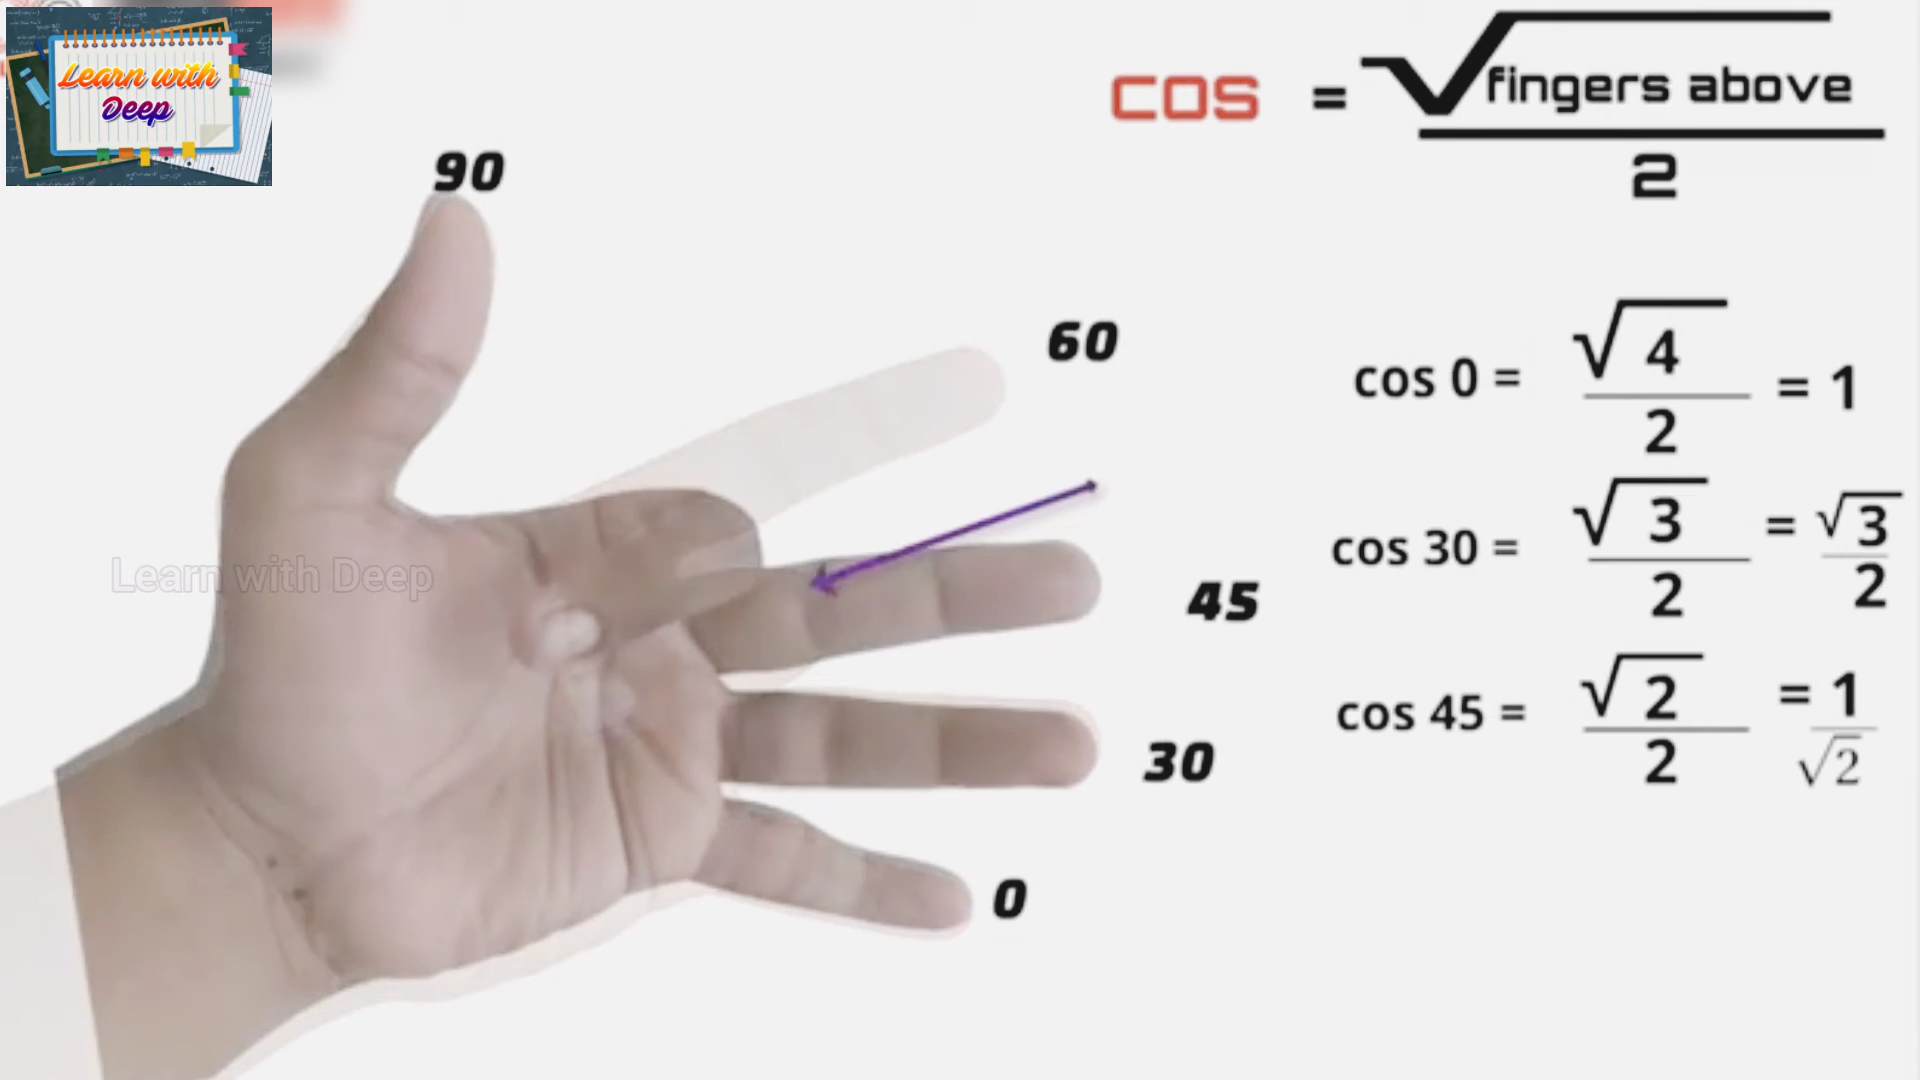 Learn with
Deep
cos = √fingers above
2
90
60
45
30
0
cos 0 = √4 / 2 = 1
cos 30 = √3 / 2 = √3 / 2
cos 45 = √2 / 2 = 1 / √2
Learn with Deep